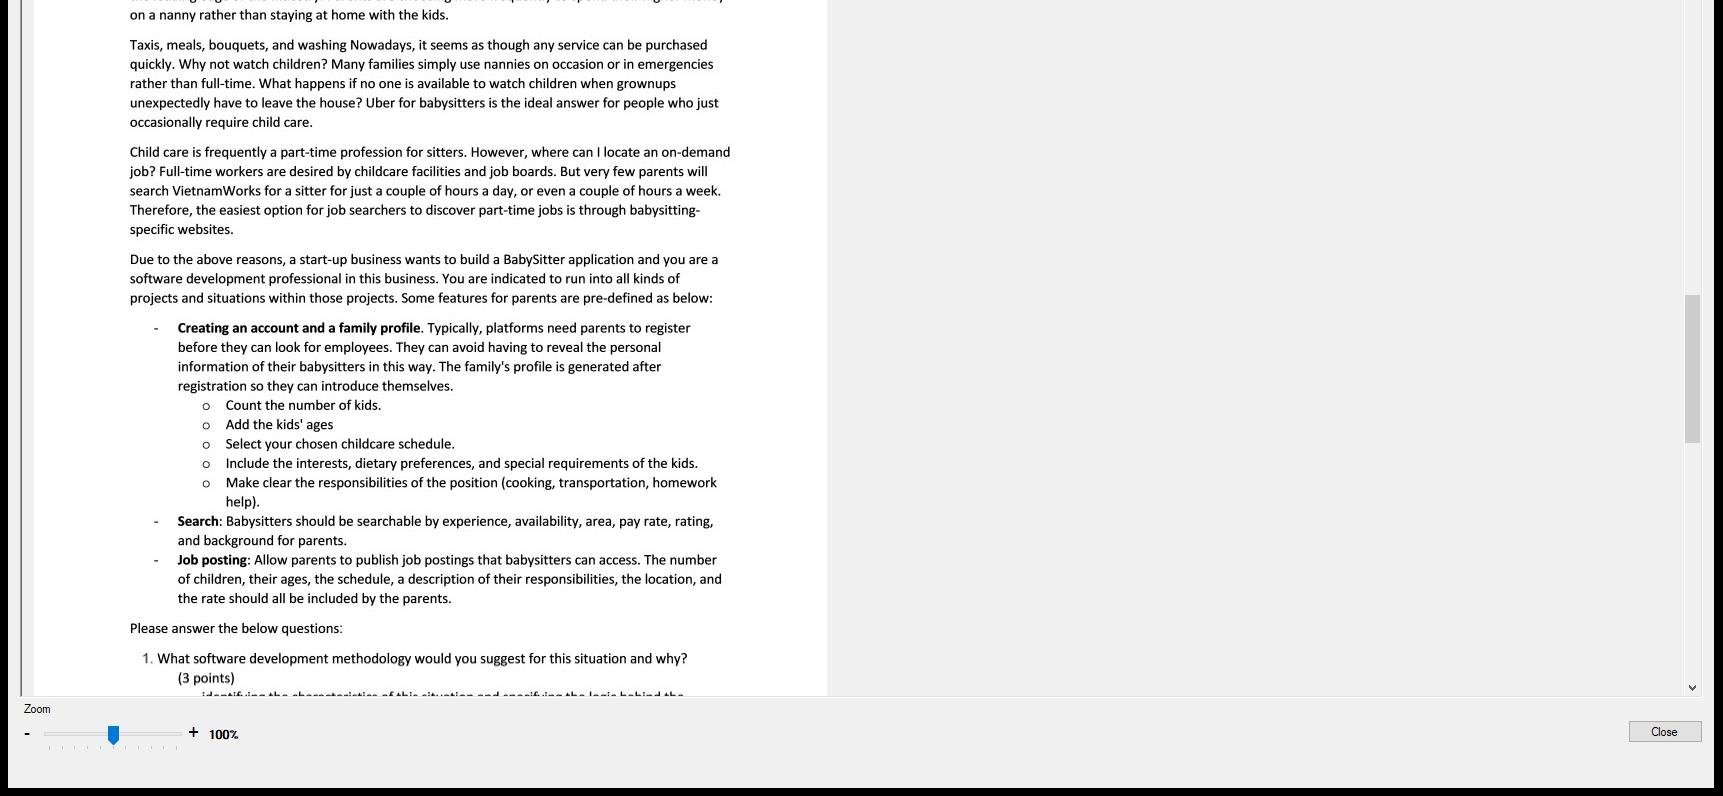 on a nanny rather than staying at home with the kids.
Taxis, meals, bouquets, and washing Nowadays, it seems as though any service can be purchased
quickly. Why not watch children? Many families simply use nannies on occasion or in emergencies
rather than full-time. What happens if no one is available to watch children when grownups
unexpectedly have to leave the house? Uber for babysitters is the ideal answer for people who just
occasionally require child care.
Child care is frequently a part-time profession for sitters. However, where can I locate an on-demand
job? Full-time workers are desired by childcare facilities and job boards. But very few parents will
search VietnamWorks for a sitter for just a couple of hours a day, or even a couple of hours a week.
Therefore, the easiest option for job searchers to discover part-time jobs is through babysitting-
specific websites.
Due to the above reasons, a start-up business wants to build a BabySitter application and you are a
software development professional in this business. You are indicated to run into all kinds of
projects and situations within those projects. Some features for parents are pre-defined as below:
- Creating an account and a family profile. Typically, platforms need parents to register
before they can look for employees. They can avoid having to reveal the personal
information of their babysitters in this way. The family's profile is generated after
registration so they can introduce themselves.
o Count the number of kids.
o Add the kids' ages
o Select your chosen childcare schedule.
o Include the interests, dietary preferences, and special requirements of the kids.
o Make clear the responsibilities of the position (cooking, transportation, homework
help).
- Search: Babysitters should be searchable by experience, availability, area, pay rate, rating,
and background for parents.
- Job posting: Allow parents to publish job postings that babysitters can access. The number
of children, their ages, the schedule, a description of their responsibilities, the location, and
the rate should all be included by the parents.
Please answer the below questions:
1. What software development methodology would you suggest for this situation and why?
(3 points)
identifying the characteristics of this situation and specifying the logic behind the
Zoom
- + 100%
Close